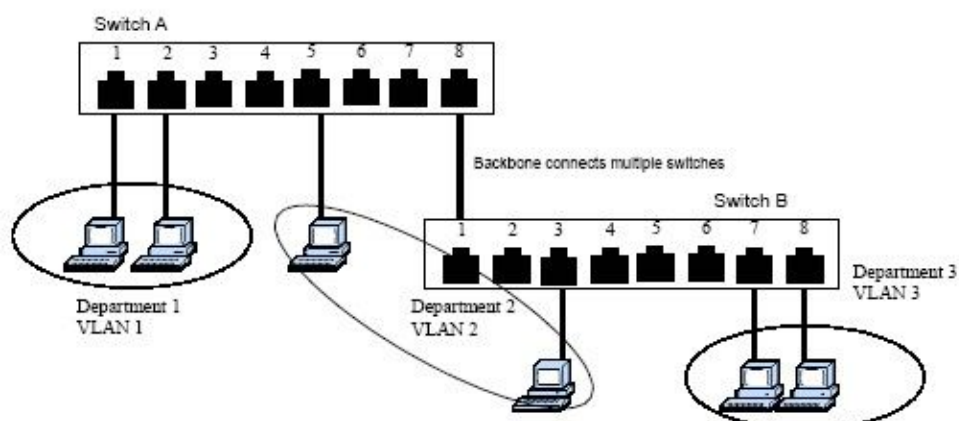 Switch A
1 2 3 4 5 6 7 8
Backbone connects multiple switches
Switch B
1 2 3 4 5 6 7 8
Department 1
VLAN 1
Department 2
VLAN 2
Department 3
VLAN 3